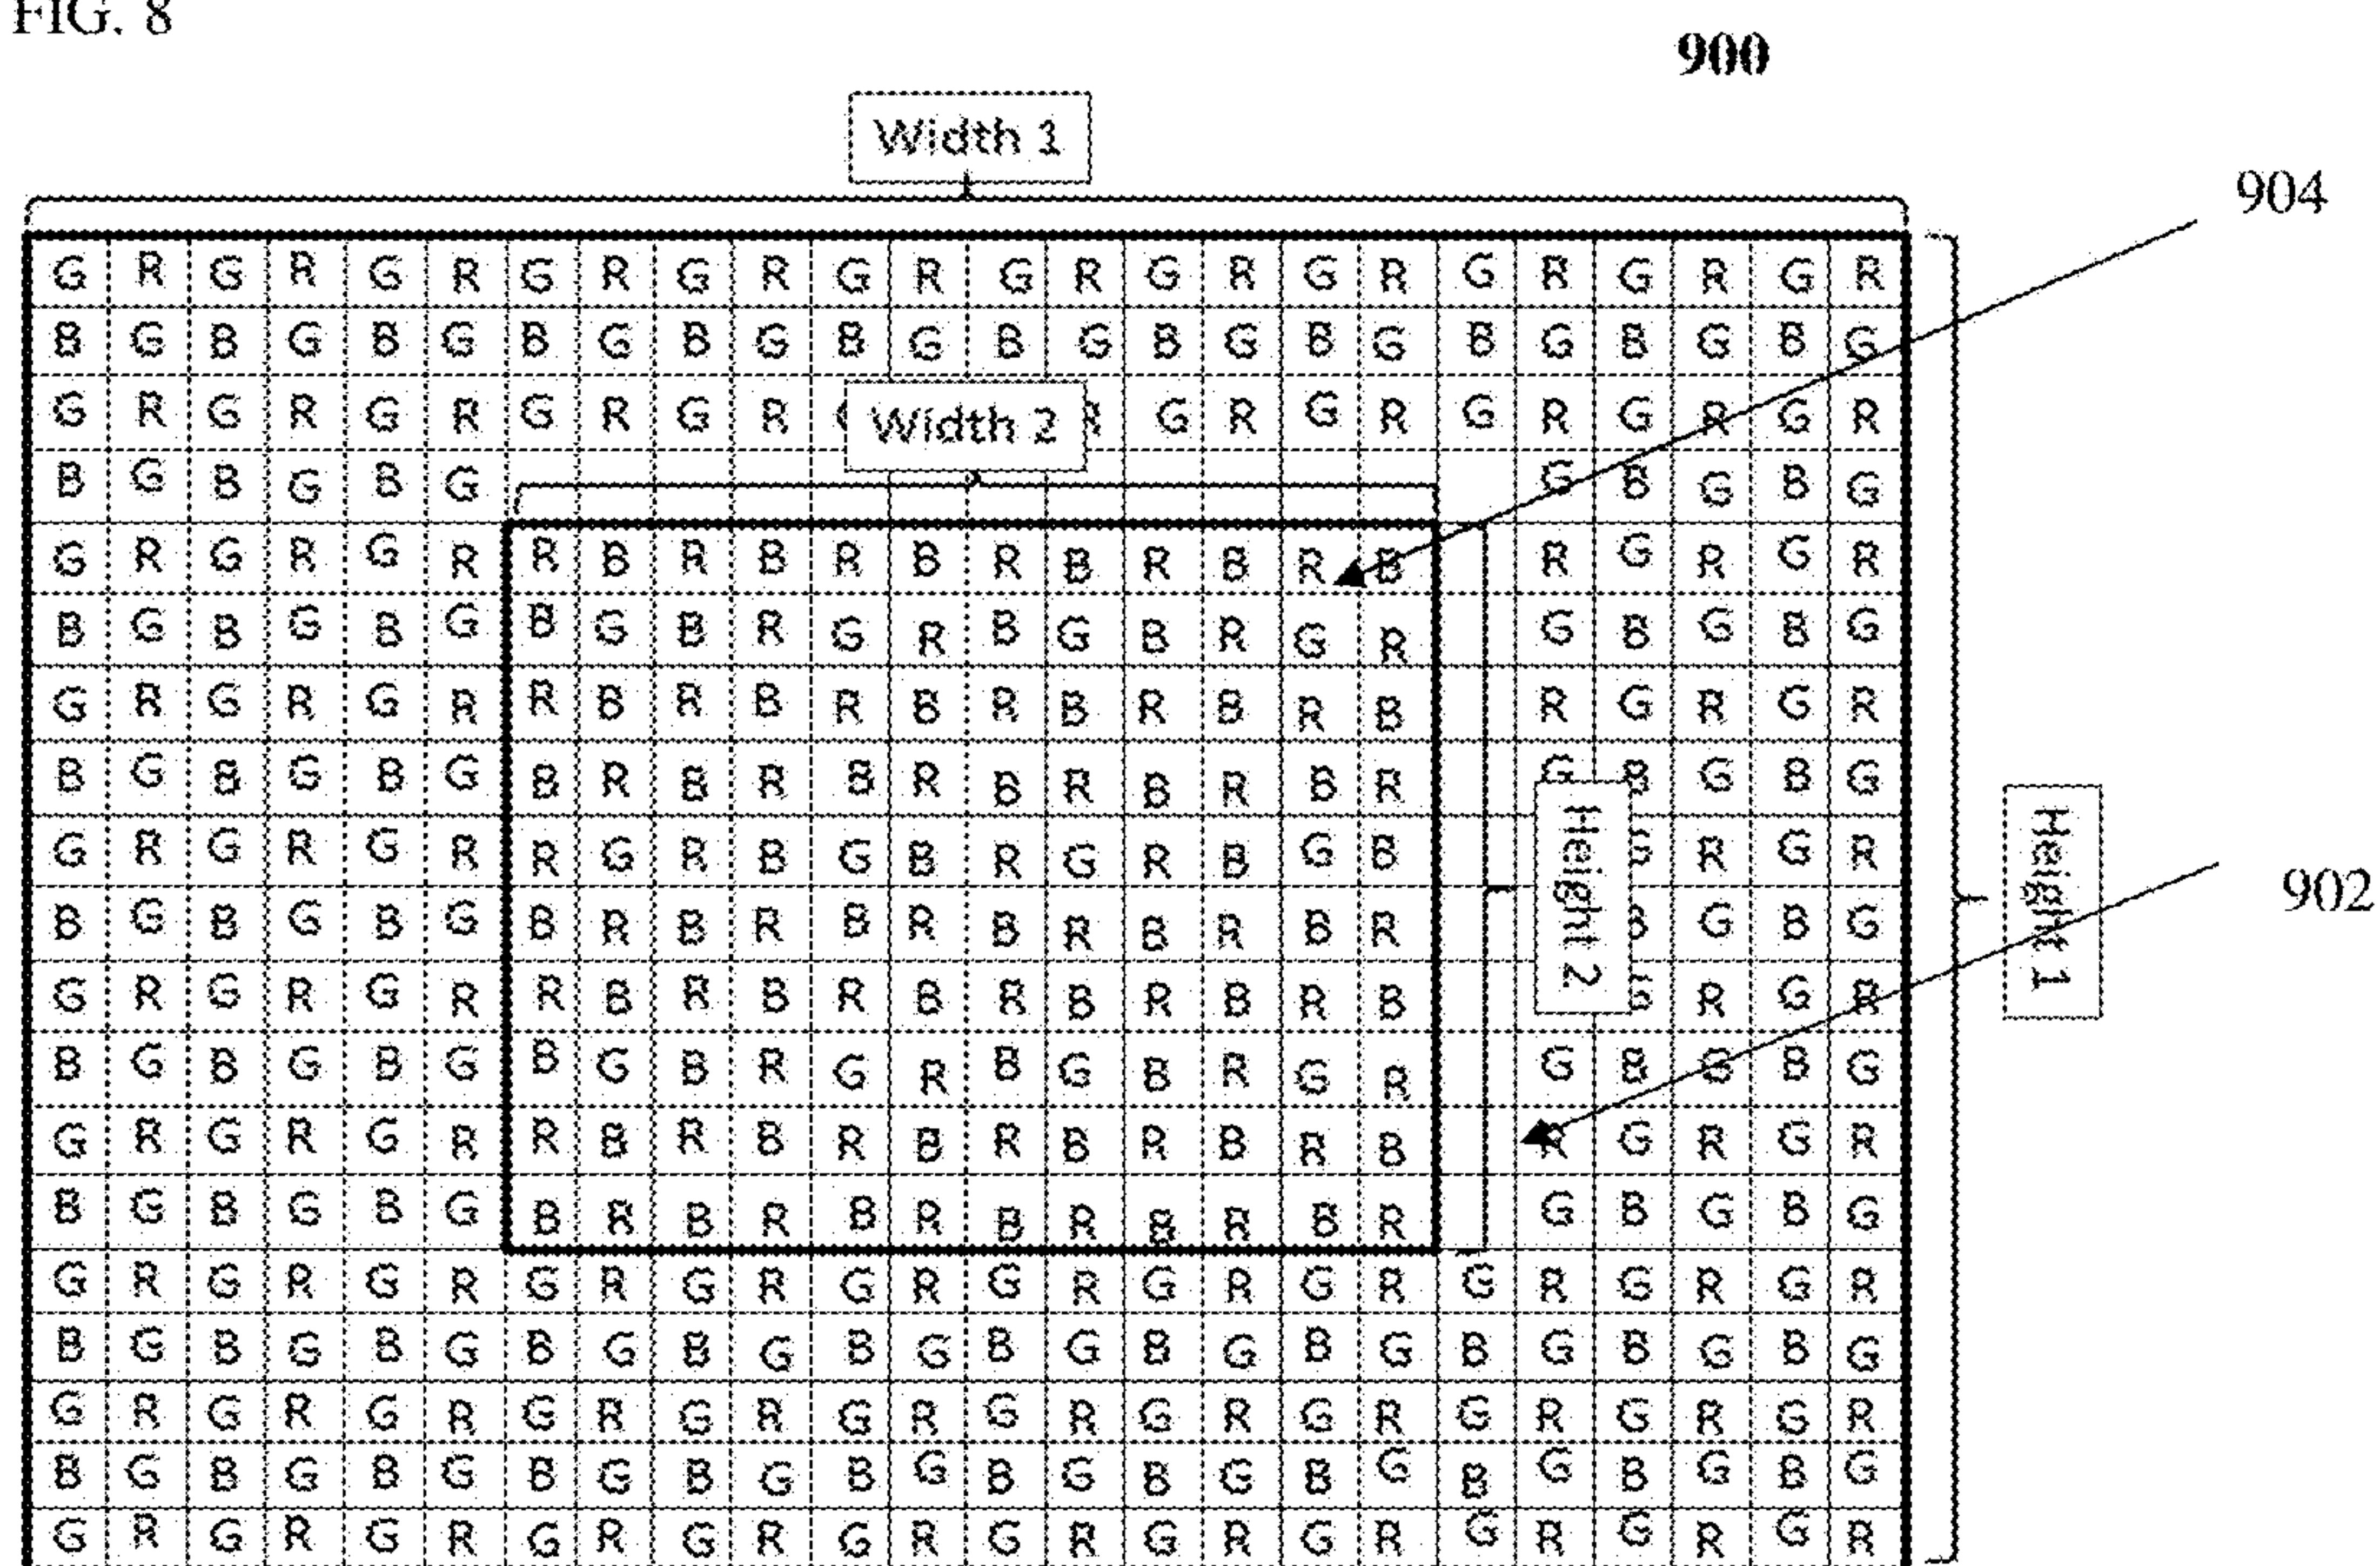 FIG. 8
900
Width 1
904
G R G R G R G R G R G R G R G R G R G R G R G R
B G B G B G B G B G B G B G B G B G B G B G B G
G R G R G R G R G R Width 2 R G R G R G R G R G R
B G B G B G G B G B G
G R G R G R R B R B R B R B R B R B R G R G R
B G B G B G B G B R G R B G B R G R G B G B G
G R G R G R R B R B R B R B R B R B R G R G R
B G B G B G B R B R B R B R B R B R G B G B G
G R G R G R R G R B G B R G R B G B G R G R
B G B G B G B R B R B R B R B R B R B G B G
G R G R G R R B R B R B R B R B R B G R G R
Height 2
Height 1
902
B G B G B G B G B R G R B G B R G R G B G B G
G R G R G R R B R B R B R B R B R B R G R G R
B G B G B G B R B R B R B R B R B R G B G B G
G R G R G R G R G R G R G R G R G R G R G R G R
B G B G B G B G B G B G B G B G B G B G B G B G
G R G R G R G R G R G R G R G R G R G R G R G R
B G B G B G B G B G B G B G B G B G B G B G B G
G R G R G R G R G R G R G R G R G R G R G R G R